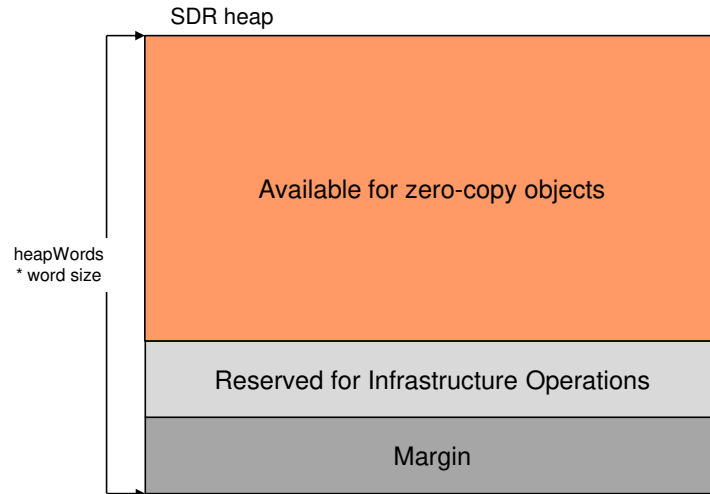 SDR heap
Available for zero-copy objects
heapWords
* word size
Reserved for Infrastructure Operations
Margin